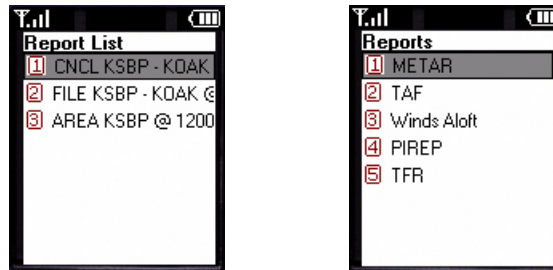 Report List
1 CNCL KSBP - KOAK
2 FILE KSBP - KOAK @
3 AREA KSBP @ 1200
Reports
1 METAR
2 TAF
3 Winds Aloft
4 PIREP
5 TFR